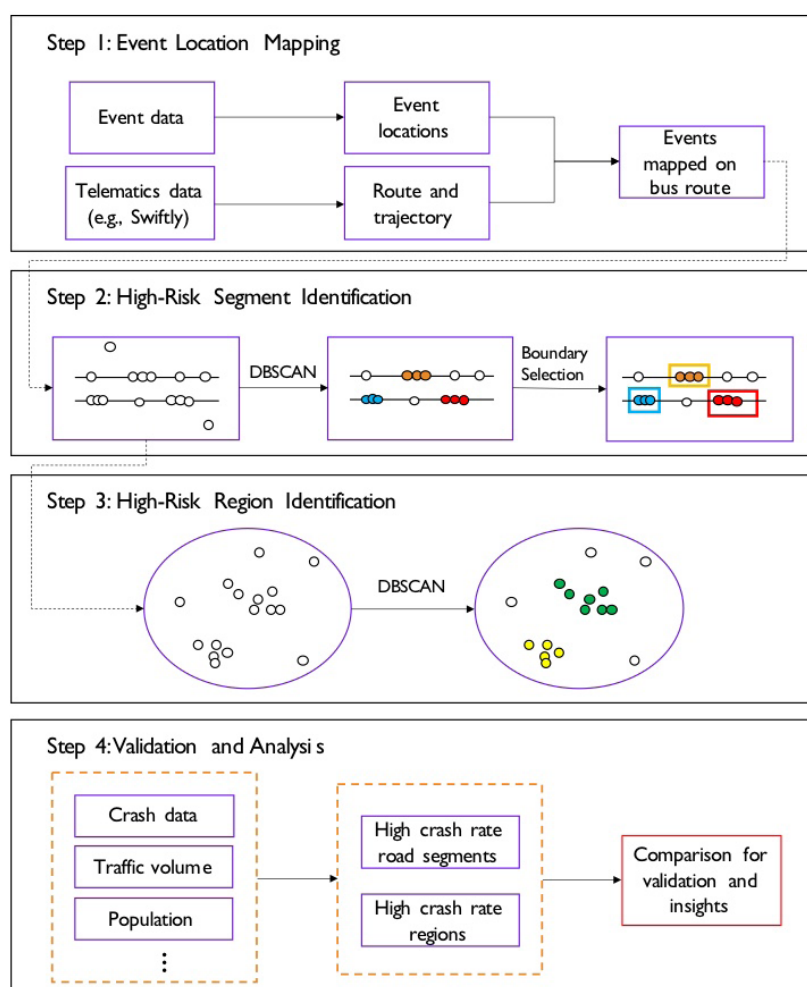 Step 1: Event Location Mapping
Event data
Event
locations
Telematics data
(e.g., Swiftly)
Route and
trajectory
Events
mapped on
bus route
Step 2: High-Risk Segment Identification
DBSCAN
Boundary
Selection
Step 3: High-Risk Region Identification
DBSCAN
Step 4: Validation and Analysis
Crash data
Traffic volume
Population
⋮
High crash rate
road segments
High crash rate
regions
Comparison for
validation and
insights